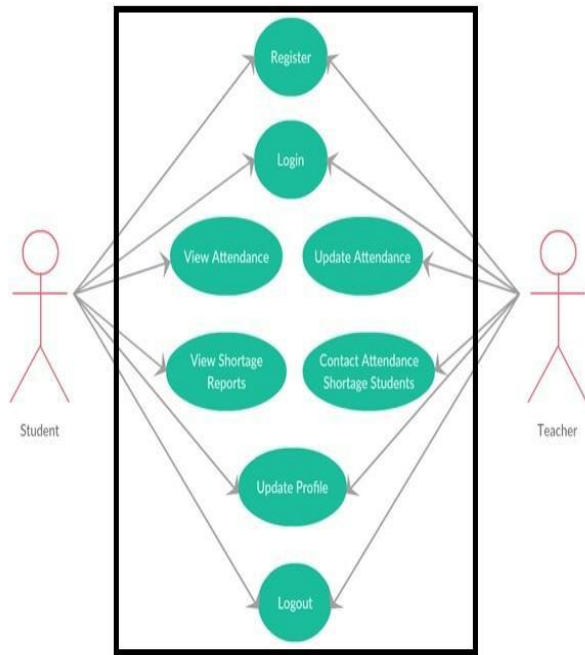 Register
Login
View Attendance
Update Attendance
View Shortage
Reports
Contact Attendance
Shortage Students
Student
Teacher
Update Profile
Logout